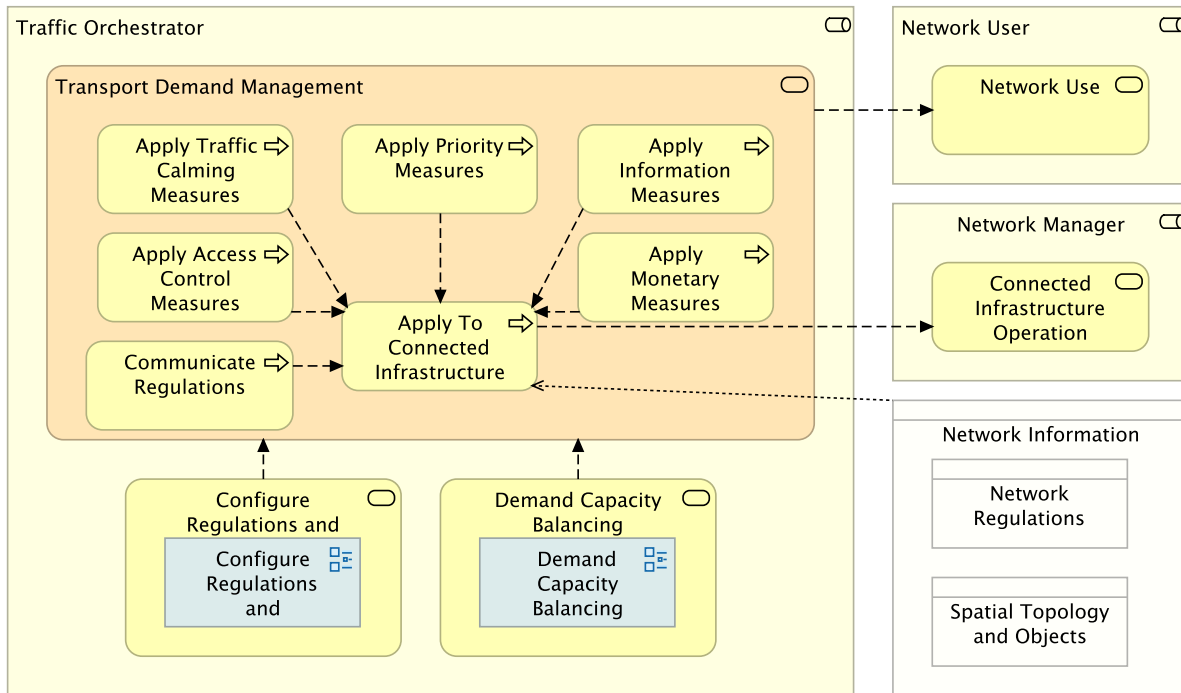 Traffic Orchestrator
Transport Demand Management
Apply Traffic
Calming
Measures
Apply Priority
Measures
Apply
Information
Measures
Apply Access
Control
Measures
Apply
Monetary
Measures
Apply To
Connected
Infrastructure
Communicate
Regulations
Configure
Regulations and
Configure
Regulations
and
Demand Capacity
Balancing
Demand
Capacity
Balancing
Network User
Network Use
Network Manager
Connected
Infrastructure
Operation
Network Information
Network
Regulations
Spatial Topology
and Objects